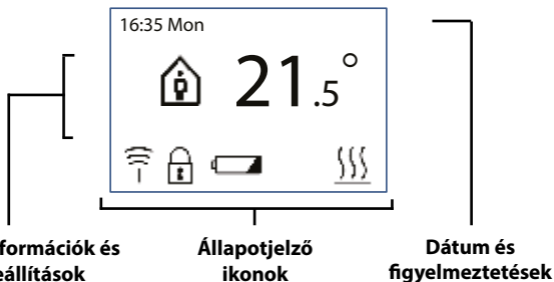 16:35 Mon
21.5°
formációk és
eállítások
Állapotjelző
ikonok
Dátum és
figyelmeztetések